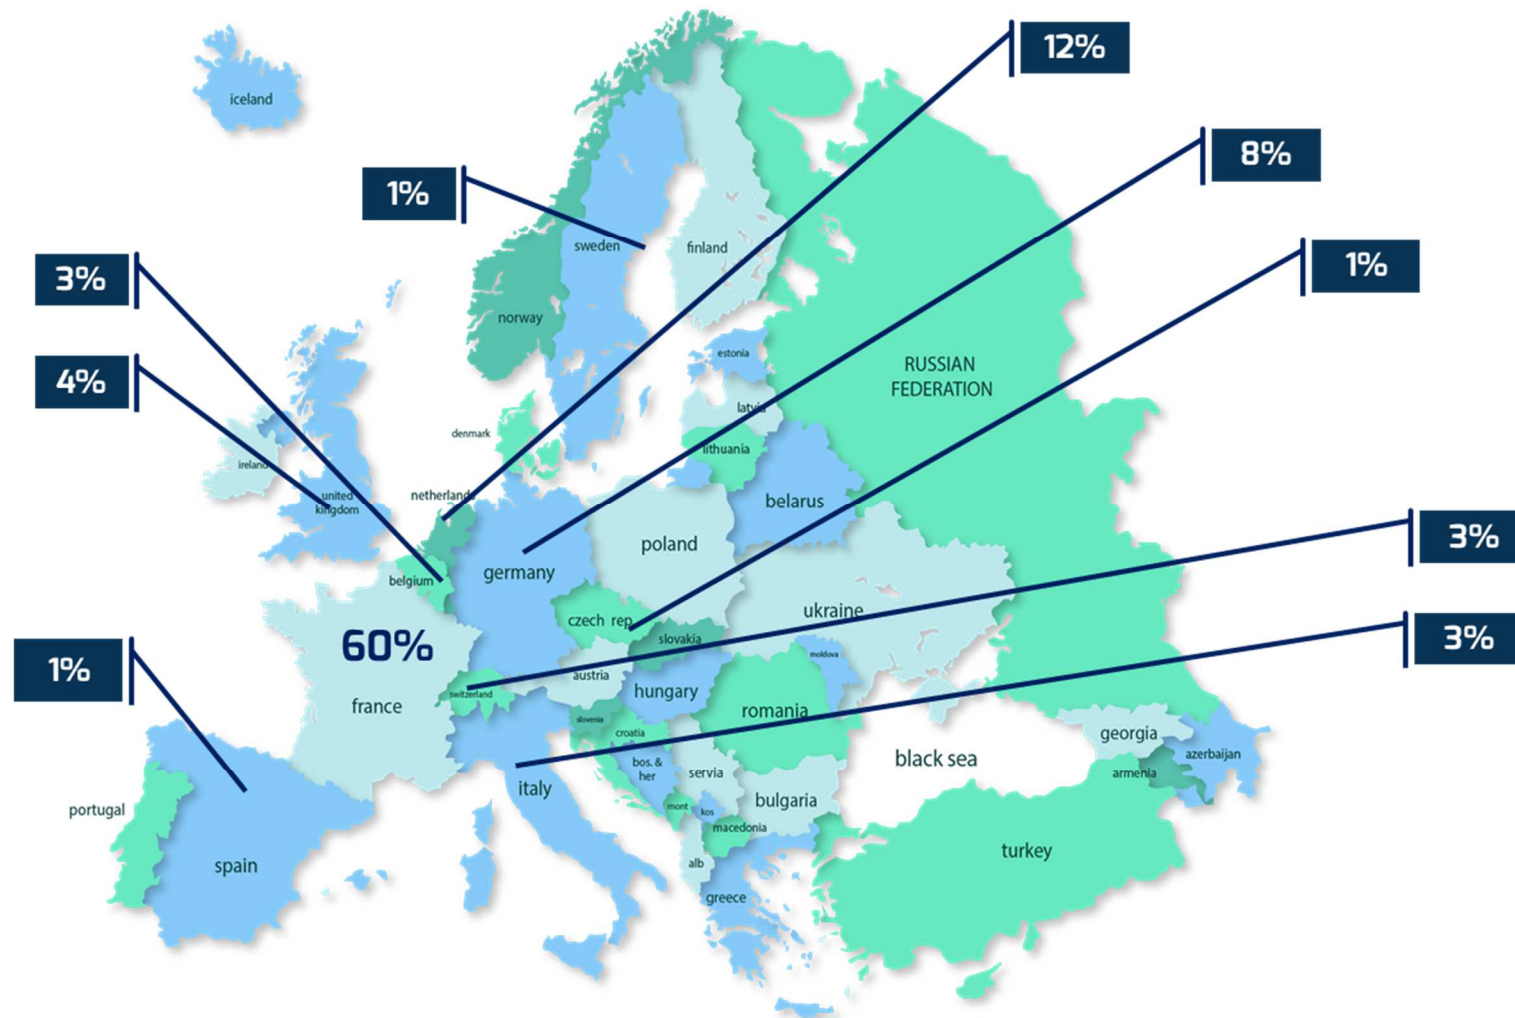 12%
iceland
8%
1%
3%
sweden
finland
1%
norway
4%
estonia
RUSSIAN
FEDERATION
latvia
denmark
lithuania
ireland
netherlands
united
kingdom
belarus
3%
poland
germany
belgium
ukraine
czech rep
60%
slovakia
3%
moldova
1%
austria
switzerland
hungary
france
romania
slovenia
croatia
georgia
azerbaijan
black sea
bos. &
her
servia
armenia
italy
bulgaria
portugal
mont
kos
macedonia
turkey
spain
alb
greece